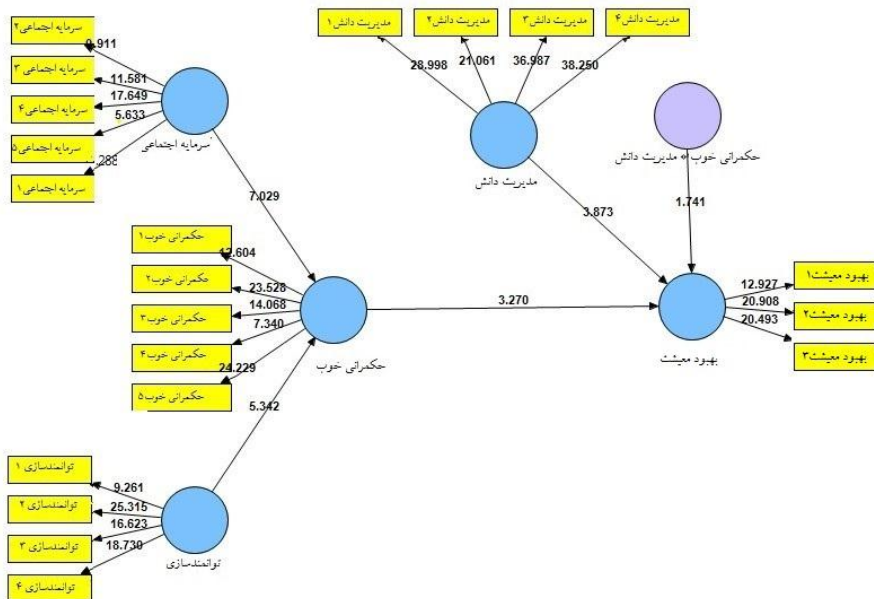 سرمایه اجتماعی۲
سرمایه اجتماعی ۳
سرمایه اجتماعی۴
سرمایه اجتماعی۵
سرمایه اجتماعی۱
11.581
17.649
5.633
سرمایه اجتماعی
مدیریت دانش۱
مدیریت دانش۲
مدیریت دانش۳
مدیریت دانش۴
28.998
21.061
36.987
38.250
مدیریت دانش
حکمرانی خوب * مدیریت دانش
7.029
3.873
1.741
حکمرانی خوب۱
حکمرانی خوب۲
حکمرانی خوب۳
حکمرانی خوب۴
حکمرانی خوب۵
12.604
23.528
14.068
7.340
24.229
حکمرانی خوب
3.270
5.342
بهبود معیشت۱
بهبود معیشت۲
بهبود معیشت۳
12.927
20.908
20.493
بهبود معیشت
توانمندسازی ۱
توانمندسازی ۲
توانمندسازی ۳
توانمندسازی ۴
9.261
25.315
16.623
18.730
توانمندسازی